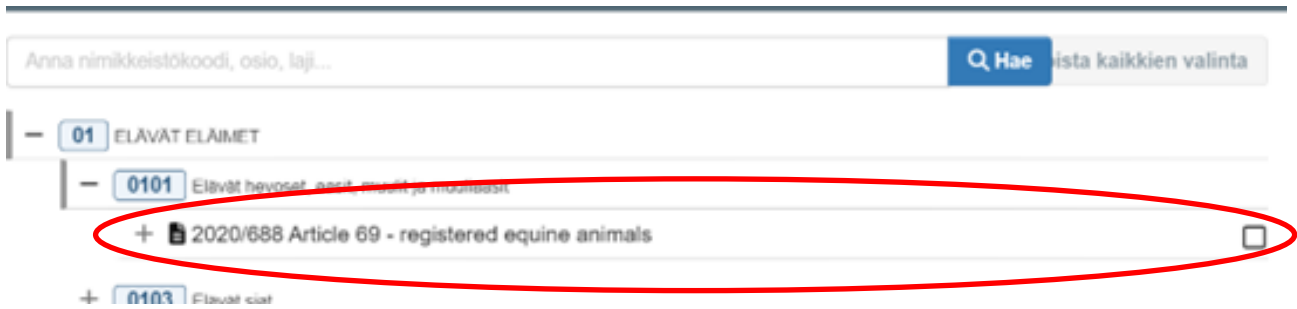 Anna nimikkeistökoodi, osio, laji...
Hae
ista kaikkien valinta
01 ELÄVÄT ELÄIMET
0101 Elävät hevoset, aasit, muulit ja muuliaasit
2020/688 Article 69 - registered equine animals
0103 Elävät siat